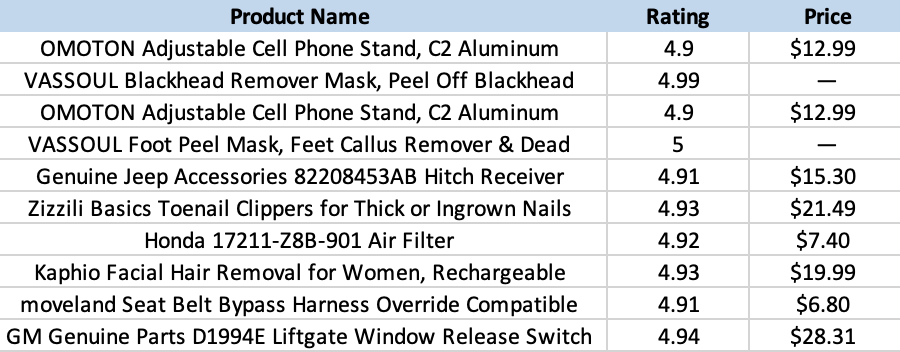 Product Name Rating Price
OMOTON Adjustable Cell Phone Stand, C2 Aluminum 4.9 $12.99
VASSOUL Blackhead Remover Mask, Peel Off Blackhead 4.99 —
OMOTON Adjustable Cell Phone Stand, C2 Aluminum 4.9 $12.99
VASSOUL Foot Peel Mask, Feet Callus Remover & Dead 5 —
Genuine Jeep Accessories 82208453AB Hitch Receiver 4.91 $15.30
Zizzili Basics Toenail Clippers for Thick or Ingrown Nails 4.93 $21.49
Honda 17211-Z8B-901 Air Filter 4.92 $7.40
Kaphio Facial Hair Removal for Women, Rechargeable 4.93 $19.99
moveland Seat Belt Bypass Harness Override Compatible 4.91 $6.80
GM Genuine Parts D1994E Liftgate Window Release Switch 4.94 $28.31